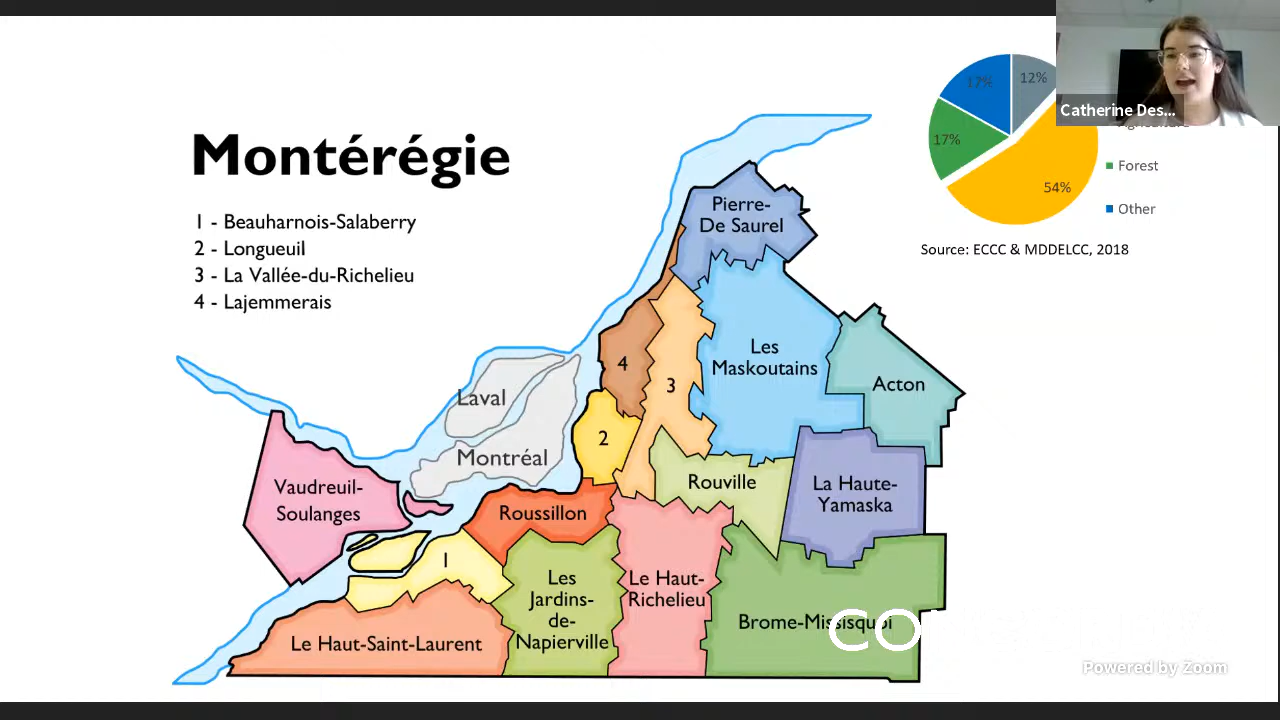 Catherine Des...
Montérégie
1 - Beauharnois-Salaberry
2 - Longueuil
3 - La Vallée-du-Richelieu
4 - Lajemmerais
12%
17%
17%
54%
Agriculture
Forest
Other
Source: ECCC & MDDELCC, 2018
Pierre-
De Saurel
Les
Maskoutains
Acton
4
3
2
Laval
Montréal
Vaudreuil-
Soulanges
Roussillon
Rouville
La Haute-
Yamaska
1
Les
Jardins-
de-
Napierville
Le Haut-
Richelieu
Brome-Missisquoi
Le Haut-Saint-Laurent
Powered by Zoom